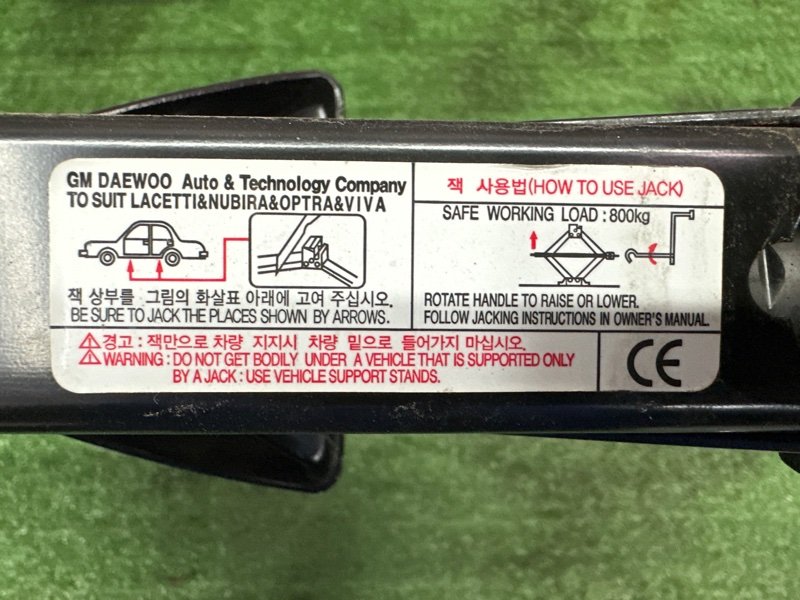 GM DAEWOO Auto & Technology Company
TO SUIT LACETTI&NUBIRA&OPTRA&VIVA
잭 상부를 그림의 화살표 아래에 고여 주십시오.
BE SURE TO JACK THE PLACES SHOWN BY ARROWS.
잭 사용법(HOW TO USE JACK)
SAFE WORKING LOAD : 800kg
ROTATE HANDLE TO RAISE OR LOWER.
FOLLOW JACKING INSTRUCTIONS IN OWNER'S MANUAL.
⚠경고 : 잭만으로 차량 지지시 차량 밑으로 들어가지 마십시오.
⚠WARNING : DO NOT GET BODILY UNDER A VEHICLE THAT IS SUPPORTED ONLY
BY A JACK : USE VEHICLE SUPPORT STANDS.
CE